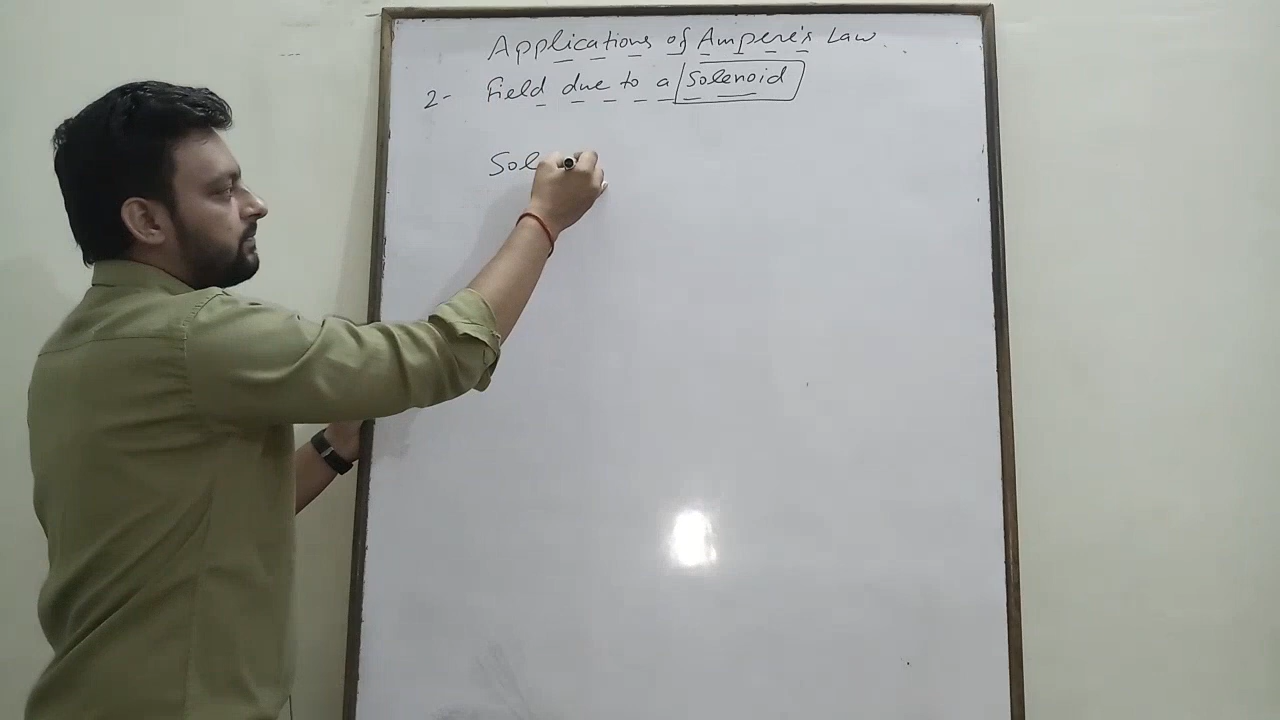 Applications of Ampere's Law
2- Field due to a Solenoid
Sol